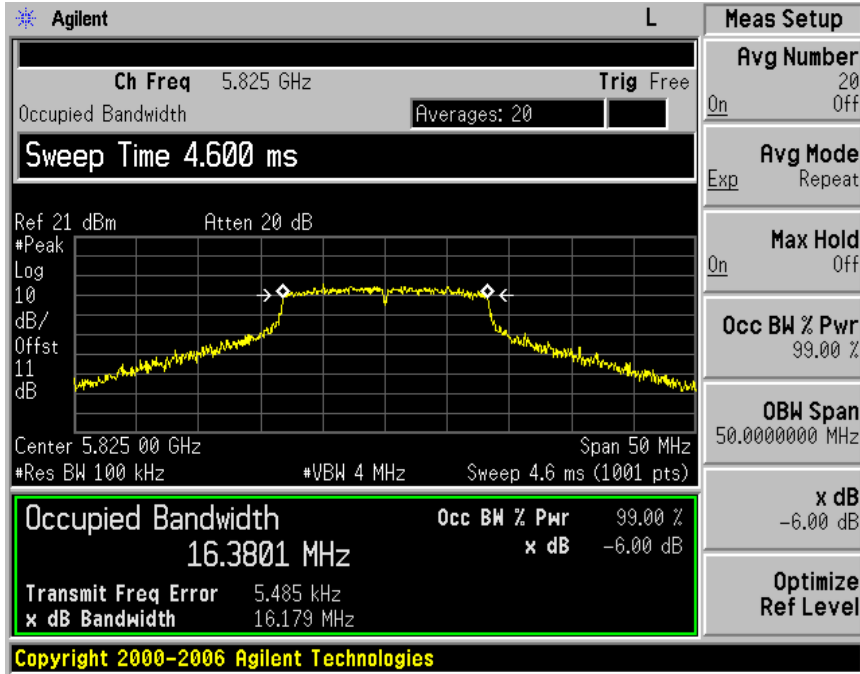 Agilent L
Ch Freq 5.825 GHz Trig Free
Occupied Bandwidth Averages: 20
Sweep Time 4.600 ms
Ref 21 dBm Atten 20 dB
#Peak
Log
10
dB/
Offst
11
dB
Center 5.825 00 GHz Span 50 MHz
#Res BW 100 kHz #VBW 4 MHz Sweep 4.6 ms (1001 pts)
Occupied Bandwidth Occ BW % Pwr 99.00 %
16.3801 MHz x dB -6.00 dB
Transmit Freq Error 5.485 kHz
x dB Bandwidth 16.179 MHz
Copyright 2000-2006 Agilent Technologies
Meas Setup
Avg Number
20
On Off
Avg Mode
Exp Repeat
Max Hold
On Off
Occ BW % Pwr
99.00 %
OBW Span
50.0000000 MHz
x dB
-6.00 dB
Optimize
Ref Level